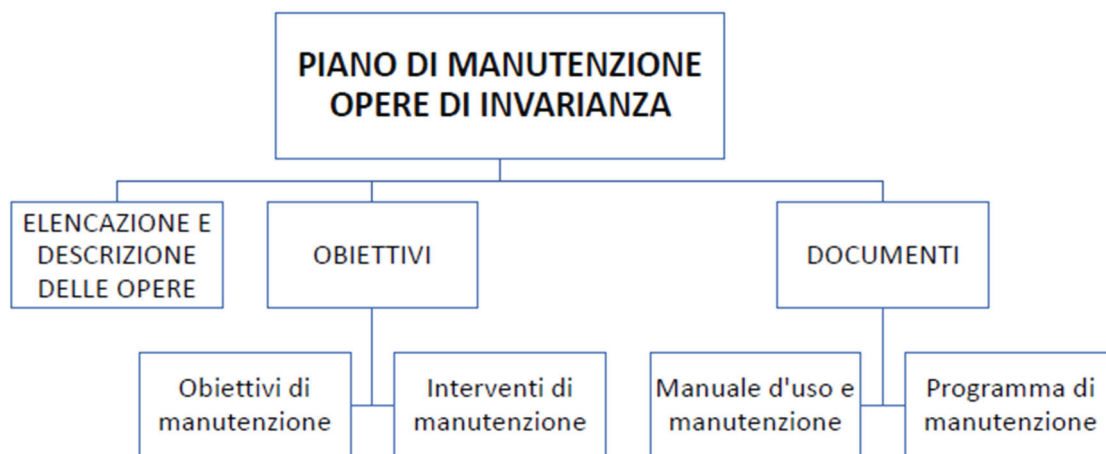 PIANO DI MANUTENZIONE
OPERE DI INVARIANZA
ELENCAZIONE E
DESCRIZIONE
DELLE OPERE
OBIETTIVI
DOCUMENTI
Obiettivi di
manutenzione
Interventi di
manutenzione
Manuale d'uso e
manutenzione
Programma di
manutenzione